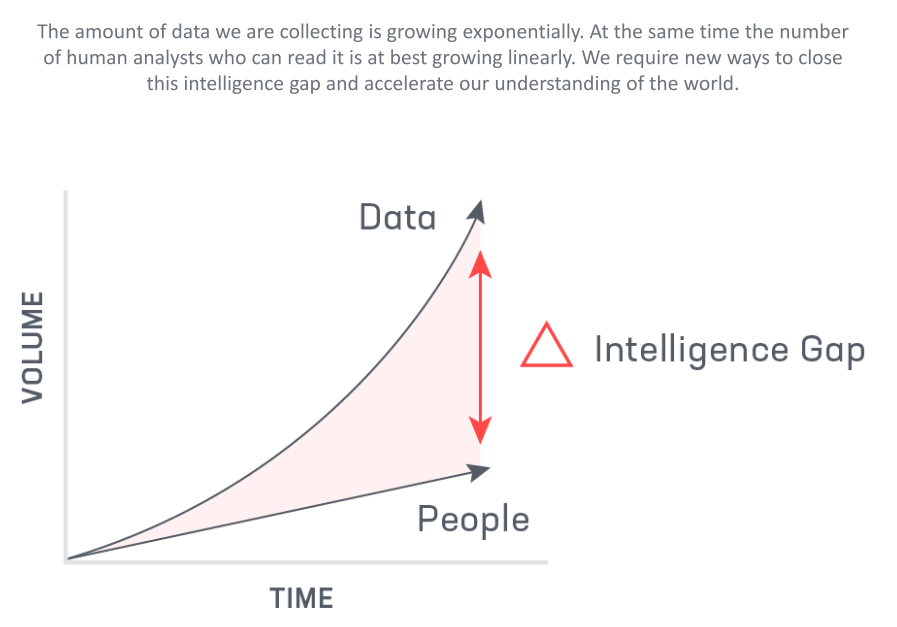 The amount of data we are collecting is growing exponentially. At the same time the number
of human analysts who can read it is at best growing linearly. We require new ways to close
this intelligence gap and accelerate our understanding of the world.
Data
VOLUME
Intelligence Gap
People
TIME